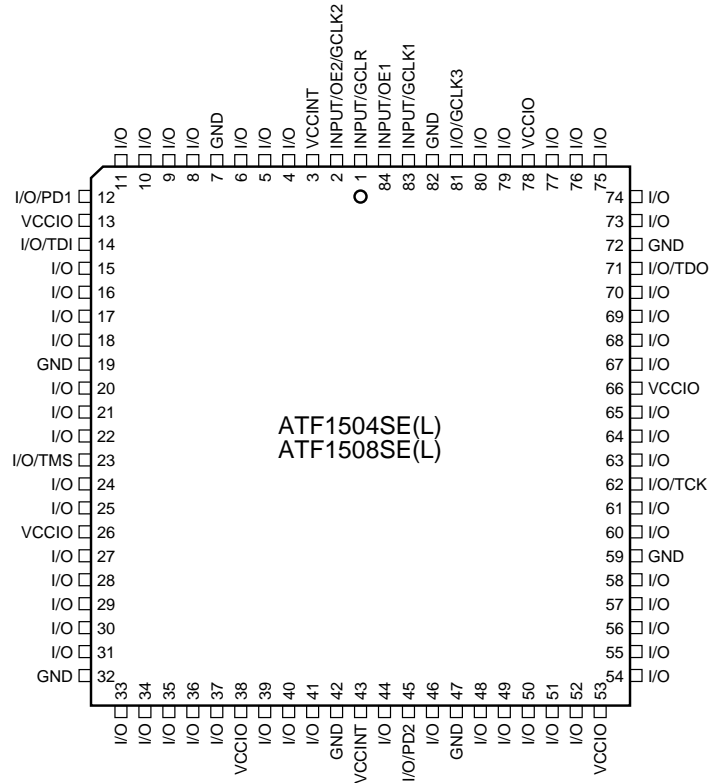 I/O
I/O
I/O
I/O
GND
I/O
I/O
I/O
VCCINT
INPUT/OE2/GCLK2
INPUT/GCLR
INPUT/OE1
INPUT/GCLK1
GND
I/O/GCLK3
I/O
I/O
VCCIO
I/O
I/O
I/O
11
10
9
8
7
6
5
4
3
2
1
84
83
82
81
80
79
78
77
76
75
I/O/PD1 12
VCCIO 13
I/O/TDI 14
I/O 15
I/O 16
I/O 17
I/O 18
GND 19
I/O 20
I/O 21
I/O 22
I/O/TMS 23
I/O 24
I/O 25
VCCIO 26
I/O 27
I/O 28
I/O 29
I/O 30
I/O 31
GND 32
ATF1504SE(L)
ATF1508SE(L)
74 I/O
73 I/O
72 GND
71 I/O/TDO
70 I/O
69 I/O
68 I/O
67 I/O
66 VCCIO
65 I/O
64 I/O
63 I/O
62 I/O/TCK
61 I/O
60 I/O
59 GND
58 I/O
57 I/O
56 I/O
55 I/O
54 I/O
33
34
35
36
37
38
39
40
41
42
43
44
45
46
47
48
49
50
51
52
53
I/O
I/O
I/O
I/O
I/O
VCCIO
I/O
I/O
I/O
GND
VCCINT
I/O
I/O/PD2
I/O
GND
I/O
I/O
I/O
I/O
I/O
VCCIO